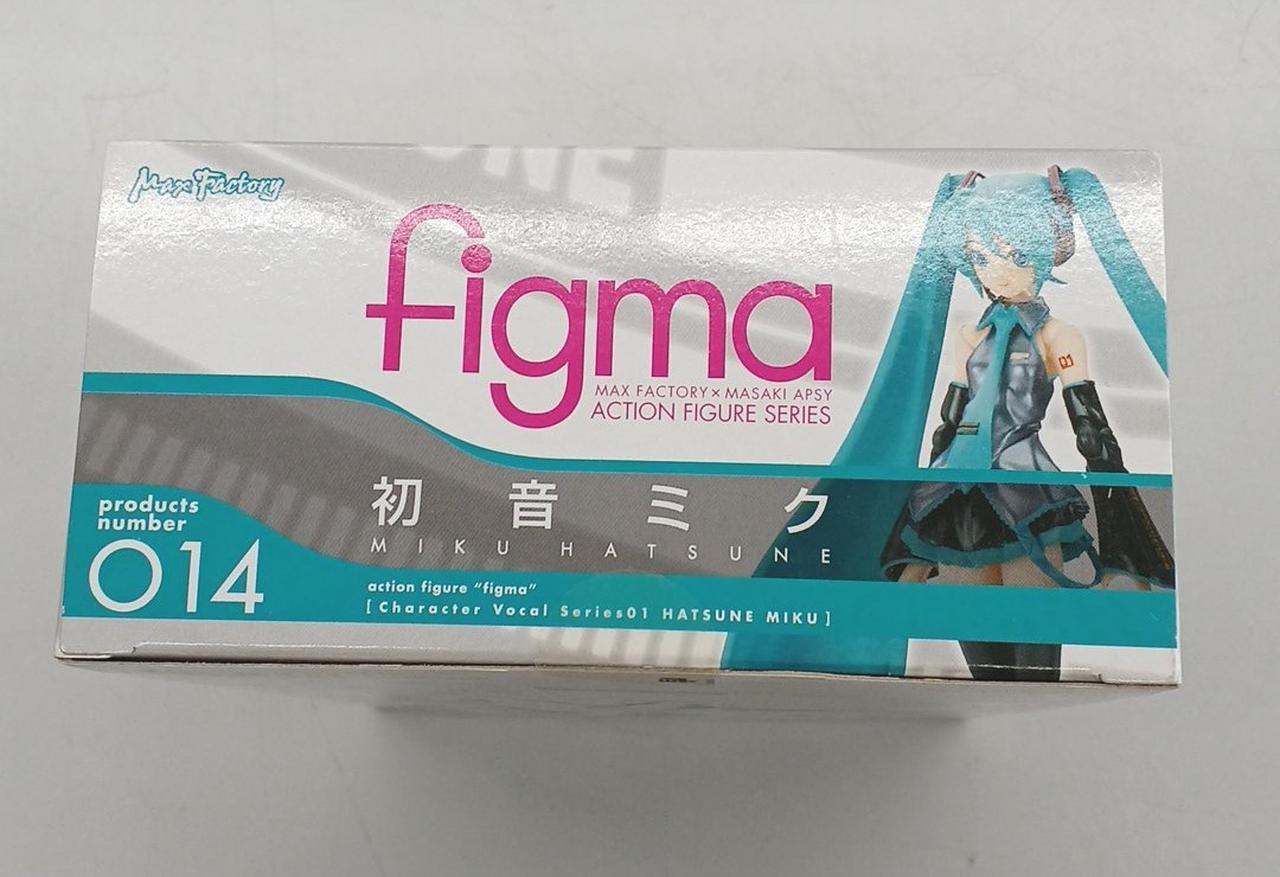 Max Factory
figma
MAX FACTORY×MASAKI APSY
ACTION FIGURE SERIES
01
初音ミク
MIKU HATSUNE
products
number
014
action figure “figma”
[Character Vocal Series01 HATSUNE MIKU]